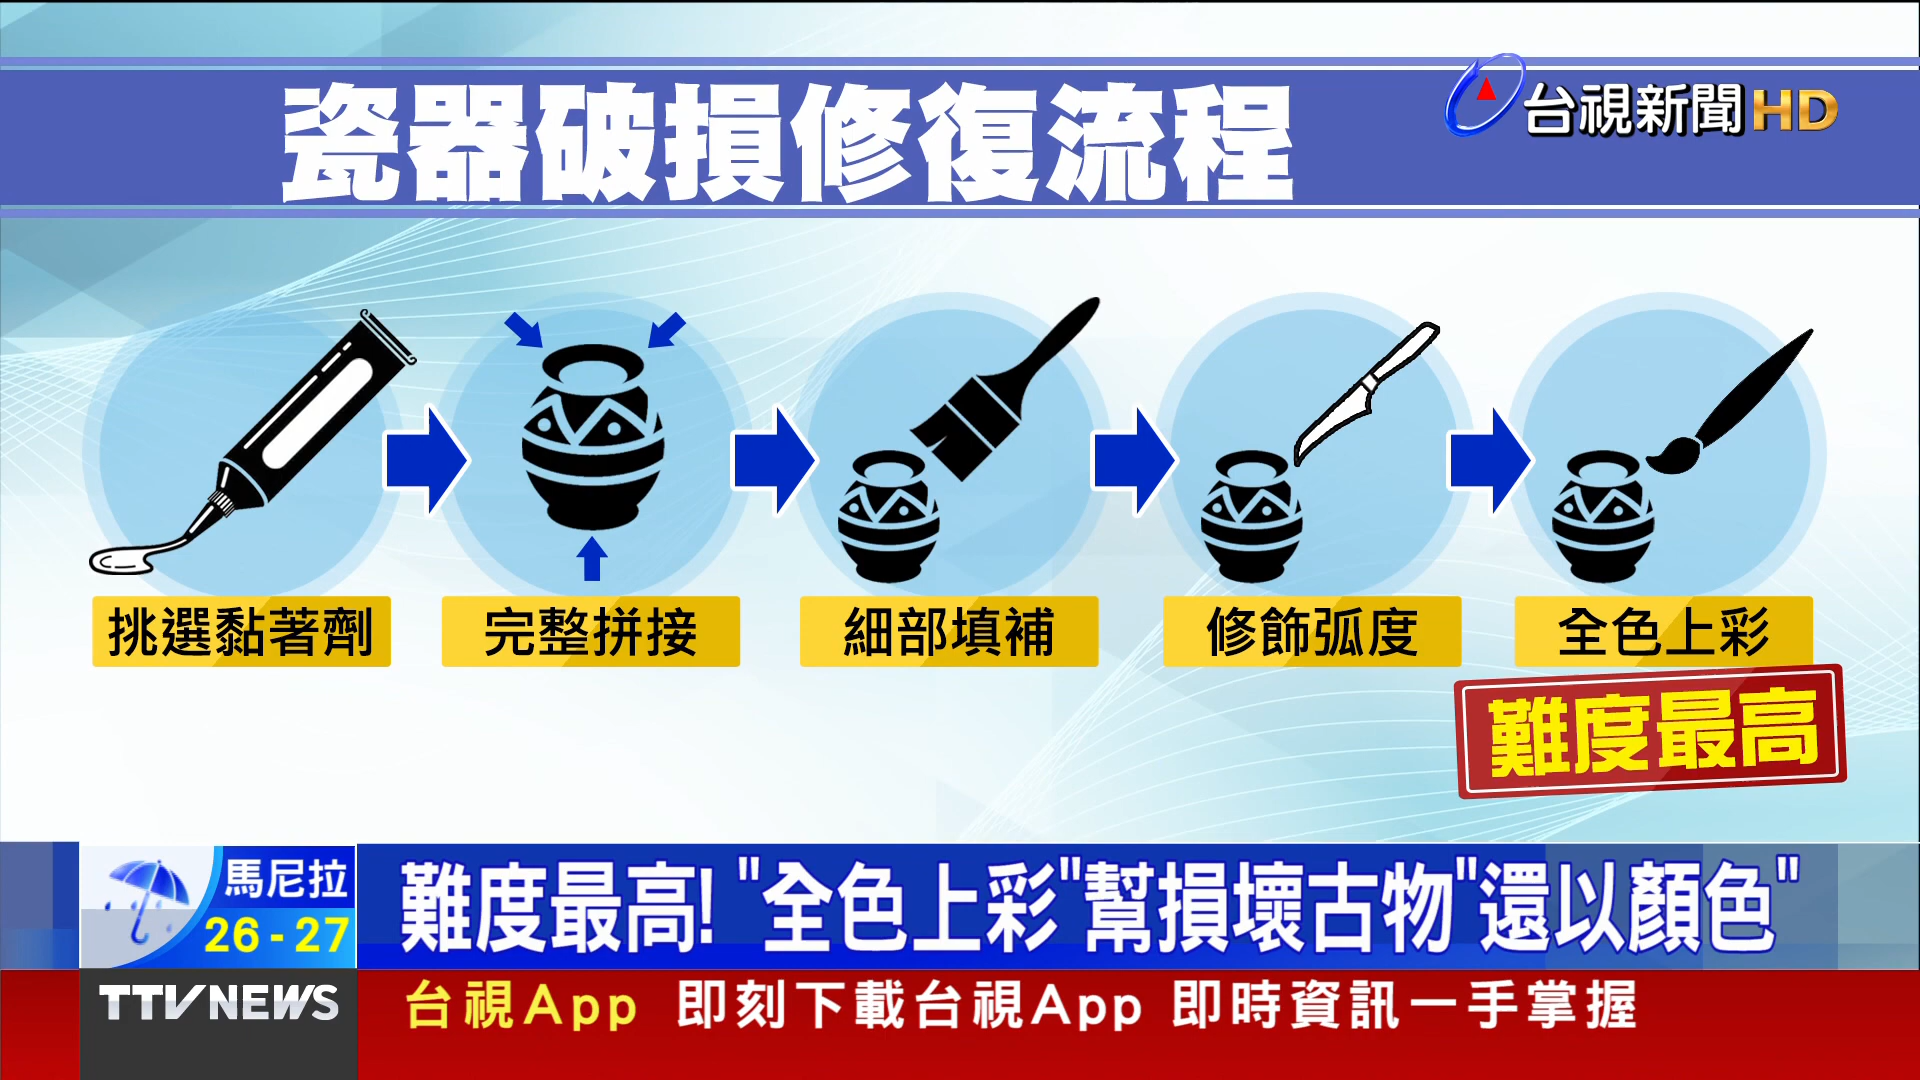 瓷器破損修復流程
台視新聞HD
挑選黏著劑
完整拼接
細部填補
修飾弧度
全色上彩
難度最高
馬尼拉
26-27
難度最高!"全色上彩"幫損壞古物"還以顏色"
TTV NEWS
台視App 即刻下載台視App 即時資訊一手掌握